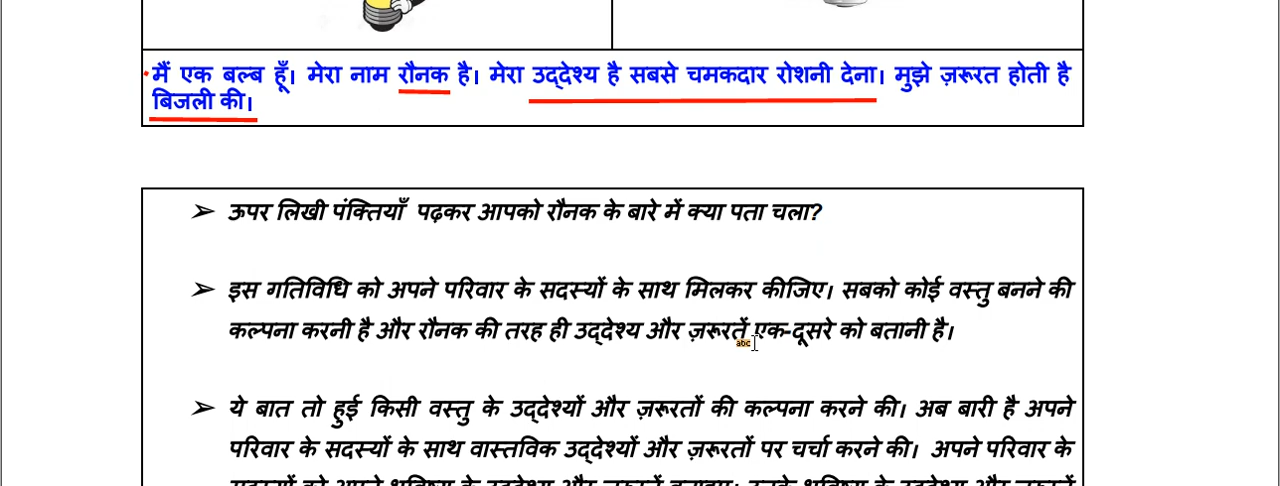 मैं एक बल्ब हूँ। मेरा नाम रौनक है। मेरा उद्देश्य है सबसे चमकदार रोशनी देना। मुझे ज़रूरत होती है
बिजली की।
➢ ऊपर लिखी पंक्तियाँ पढ़कर आपको रौनक के बारे में क्या पता चला?
➢ इस गतिविधि को अपने परिवार के सदस्यों के साथ मिलकर कीजिए। सबको कोई वस्तु बनने की
कल्पना करनी है और रौनक की तरह ही उद्देश्य और ज़रूरतें एक-दूसरे को बतानी है।
abc
➢ ये बात तो हुई किसी वस्तु के उद्देश्यों और ज़रूरतों की कल्पना करने की। अब बारी है अपने
परिवार के सदस्यों के साथ वास्तविक उद्देश्यों और ज़रूरतों पर चर्चा करने की। अपने परिवार के